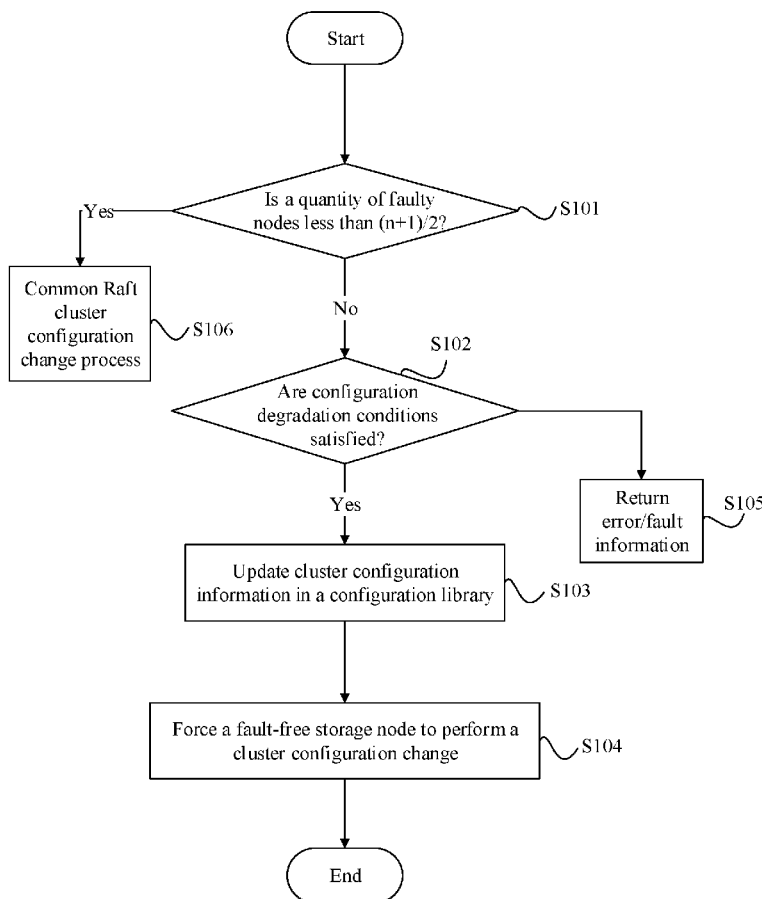 Start
Is a quantity of faulty
nodes less than (n+1)/2?
S101
Yes
Common Raft
cluster
configuration
change process
S106
No
S102
Are configuration
degradation conditions
satisfied?
Yes
Return
error/fault
information
S105
Update cluster configuration
information in a configuration library
S103
Force a fault-free storage node to perform a
cluster configuration change
S104
End